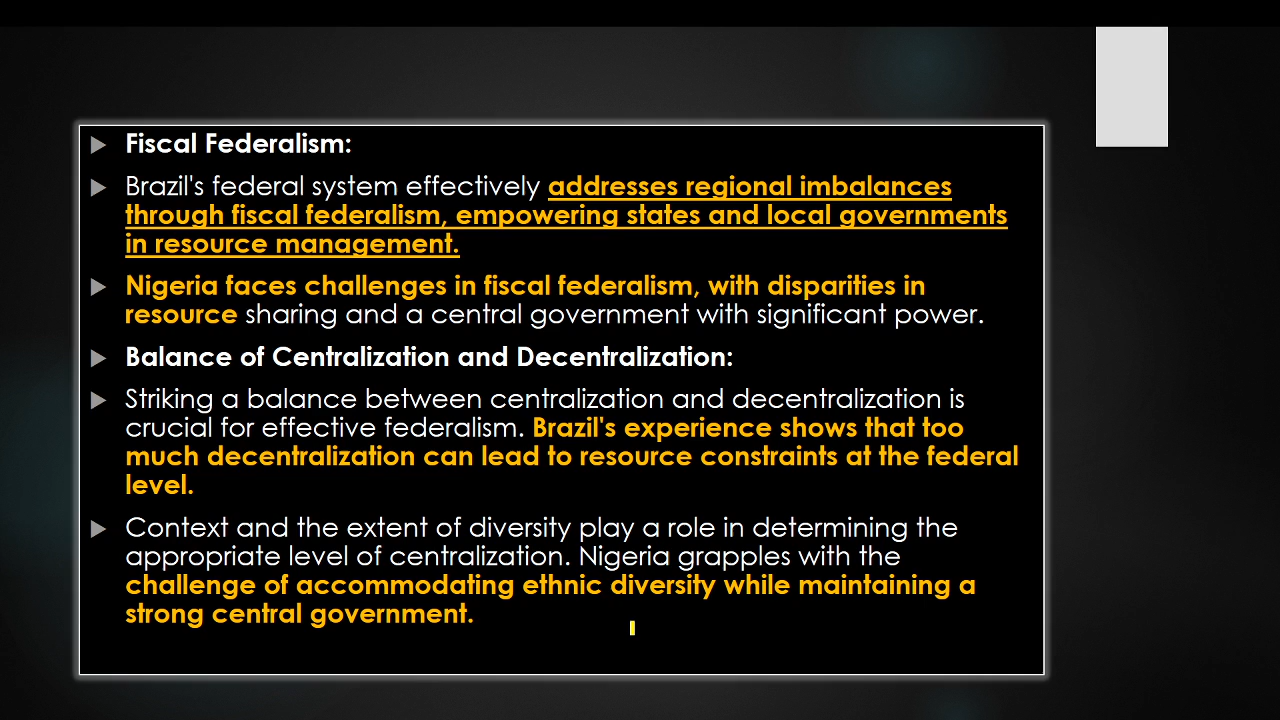 Fiscal Federalism:
Brazil's federal system effectively addresses regional imbalances
through fiscal federalism, empowering states and local governments
in resource management.
Nigeria faces challenges in fiscal federalism, with disparities in
resource sharing and a central government with significant power.
Balance of Centralization and Decentralization:
Striking a balance between centralization and decentralization is
crucial for effective federalism. Brazil's experience shows that too
much decentralization can lead to resource constraints at the federal
level.
Context and the extent of diversity play a role in determining the
appropriate level of centralization. Nigeria grapples with the
challenge of accommodating ethnic diversity while maintaining a
strong central government.